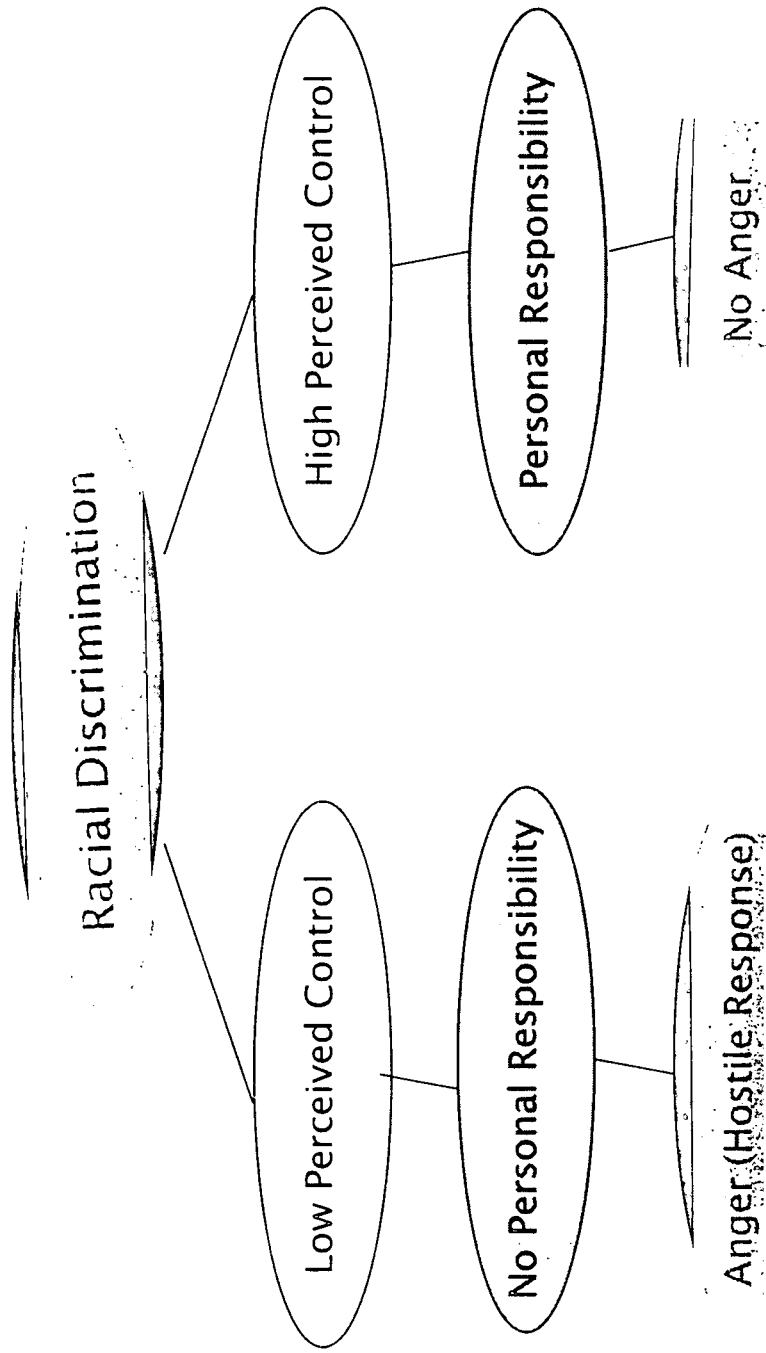 Racial Discrimination
Low Perceived Control
High Perceived Control
No Personal Responsibility
Personal Responsibility
Anger (Hostile Response)
No Anger